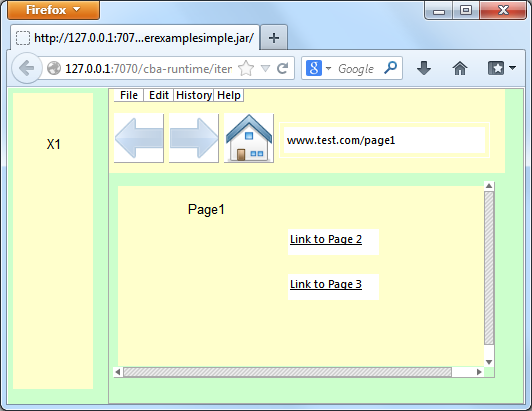 Firefox
http://127.0.0.1:707...erexamplesimple.jar/
127.0.0.1:7070/cba-runtime/iter
Google
File Edit History Help
X1
www.test.com/page1
Page1
Link to Page 2
Link to Page 3